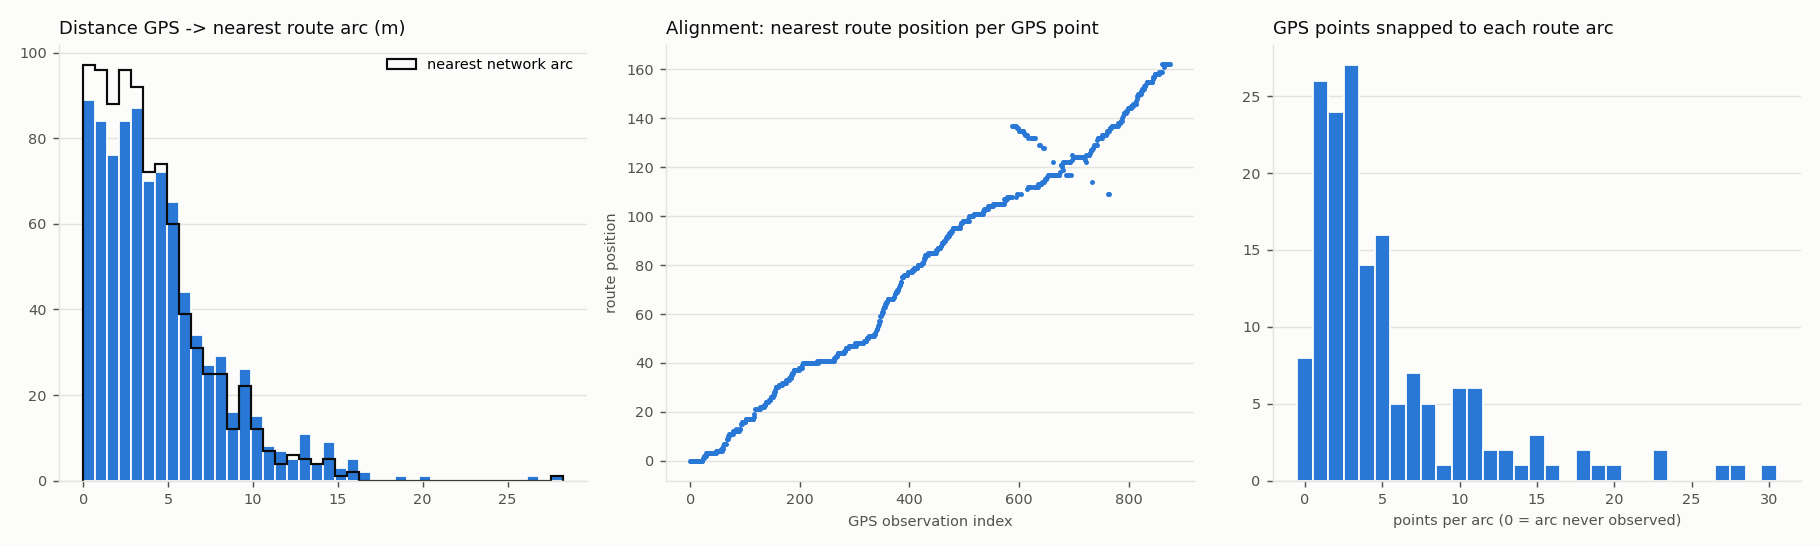 Distance GPS -> nearest route arc (m)
nearest network arc
100
80
60
40
20
0
0 5 10 15 20 25
Alignment: nearest route position per GPS point
route position
160
140
120
100
80
60
40
20
0
0 200 400 600 800
GPS observation index
GPS points snapped to each route arc
25
20
15
10
5
0
0 5 10 15 20 25 30
points per arc (0 = arc never observed)